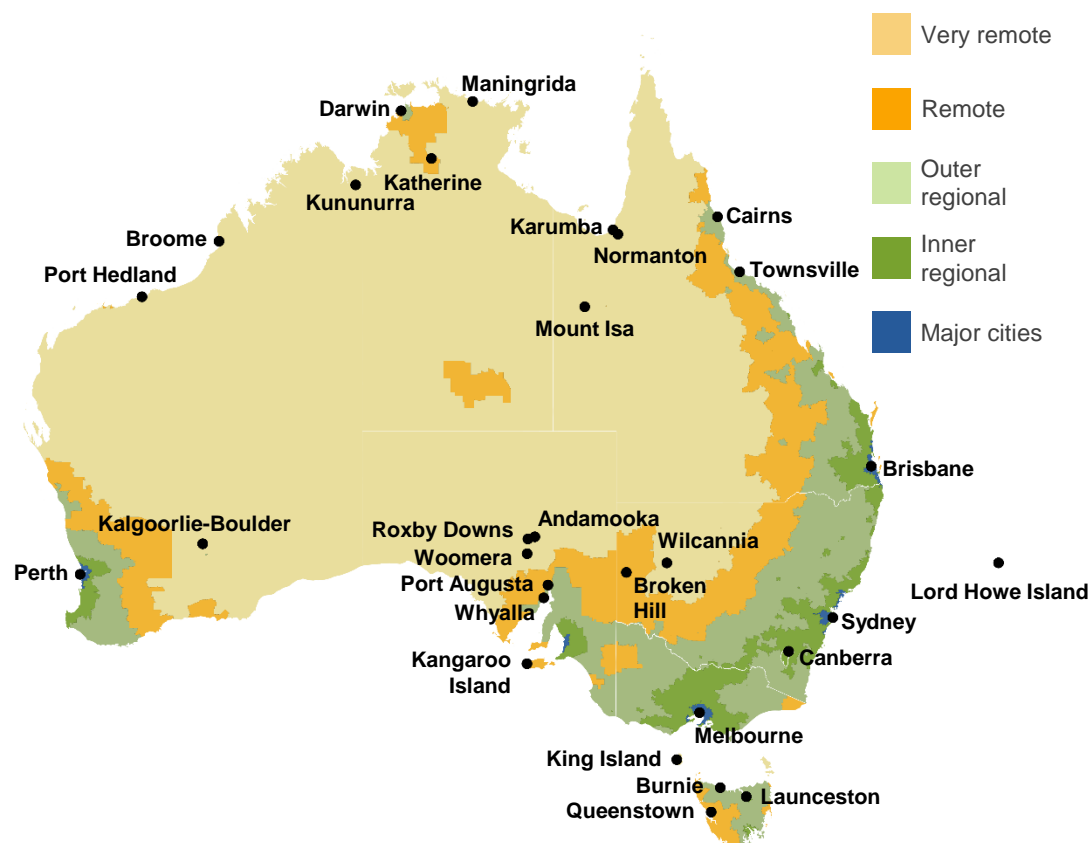 Very remote
Remote
Outer
regional
Inner
regional
Major cities
Maningrida
Darwin
Katherine
Kununurra
Karumba
Normanton
Cairns
Broome
Townsville
Port Hedland
Mount Isa
Brisbane
Kalgoorlie-Boulder
Roxby Downs
Andamooka
Woomera
Wilcannia
Perth
Port Augusta
Whyalla
Broken
Hill
Lord Howe Island
Sydney
Kangaroo
Island
Canberra
Melbourne
King Island
Burnie
Launceston
Queenstown